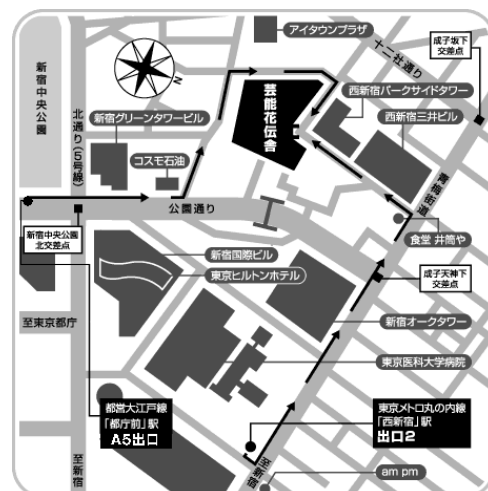 アイタウンプラザ
十二社通り
成子坂下
交差点
N
新宿中央公園
北通り(5号線)
芸能花伝舎
西新宿パークサイドタワー
新宿グリーンタワービル
西新宿三井ビル
コスモ石油
青梅街道
公園通り
食堂 井筒や
新宿中央公園
北交差点
新宿国際ビル
東京ヒルトンホテル
成子天神下
交差点
至東京都庁
新宿オークタワー
東京医科大学病院
都営大江戸線
「都庁前」駅
A5出口
東京メトロ丸の内線
「西新宿」駅
出口2
至新宿
至新宿
am pm